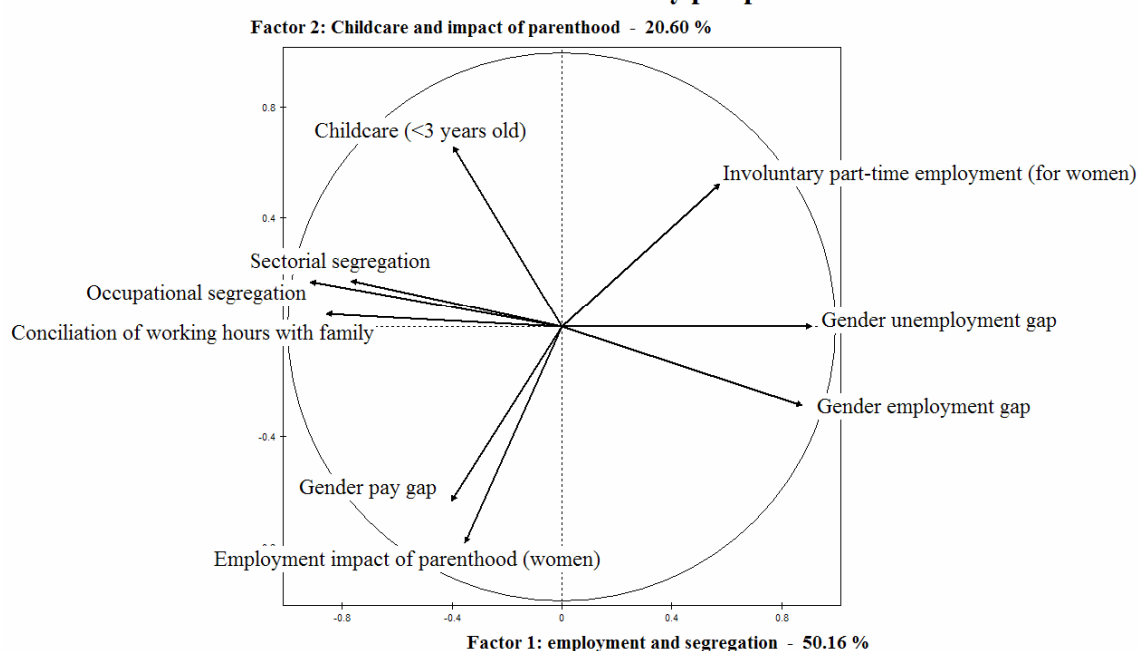 Factor 2: Childcare and impact of parenthood - 20.60 %
0.8
Childcare (<3 years old)
Involuntary part-time employment (for women)
0.4
Sectorial segregation
Occupational segregation
Gender unemployment gap
Conciliation of working hours with family
Gender employment gap
-0.4
Gender pay gap
Employment impact of parenthood (women)
-0.8 -0.4 0 0.4 0.8
Factor 1: employment and segregation - 50.16 %